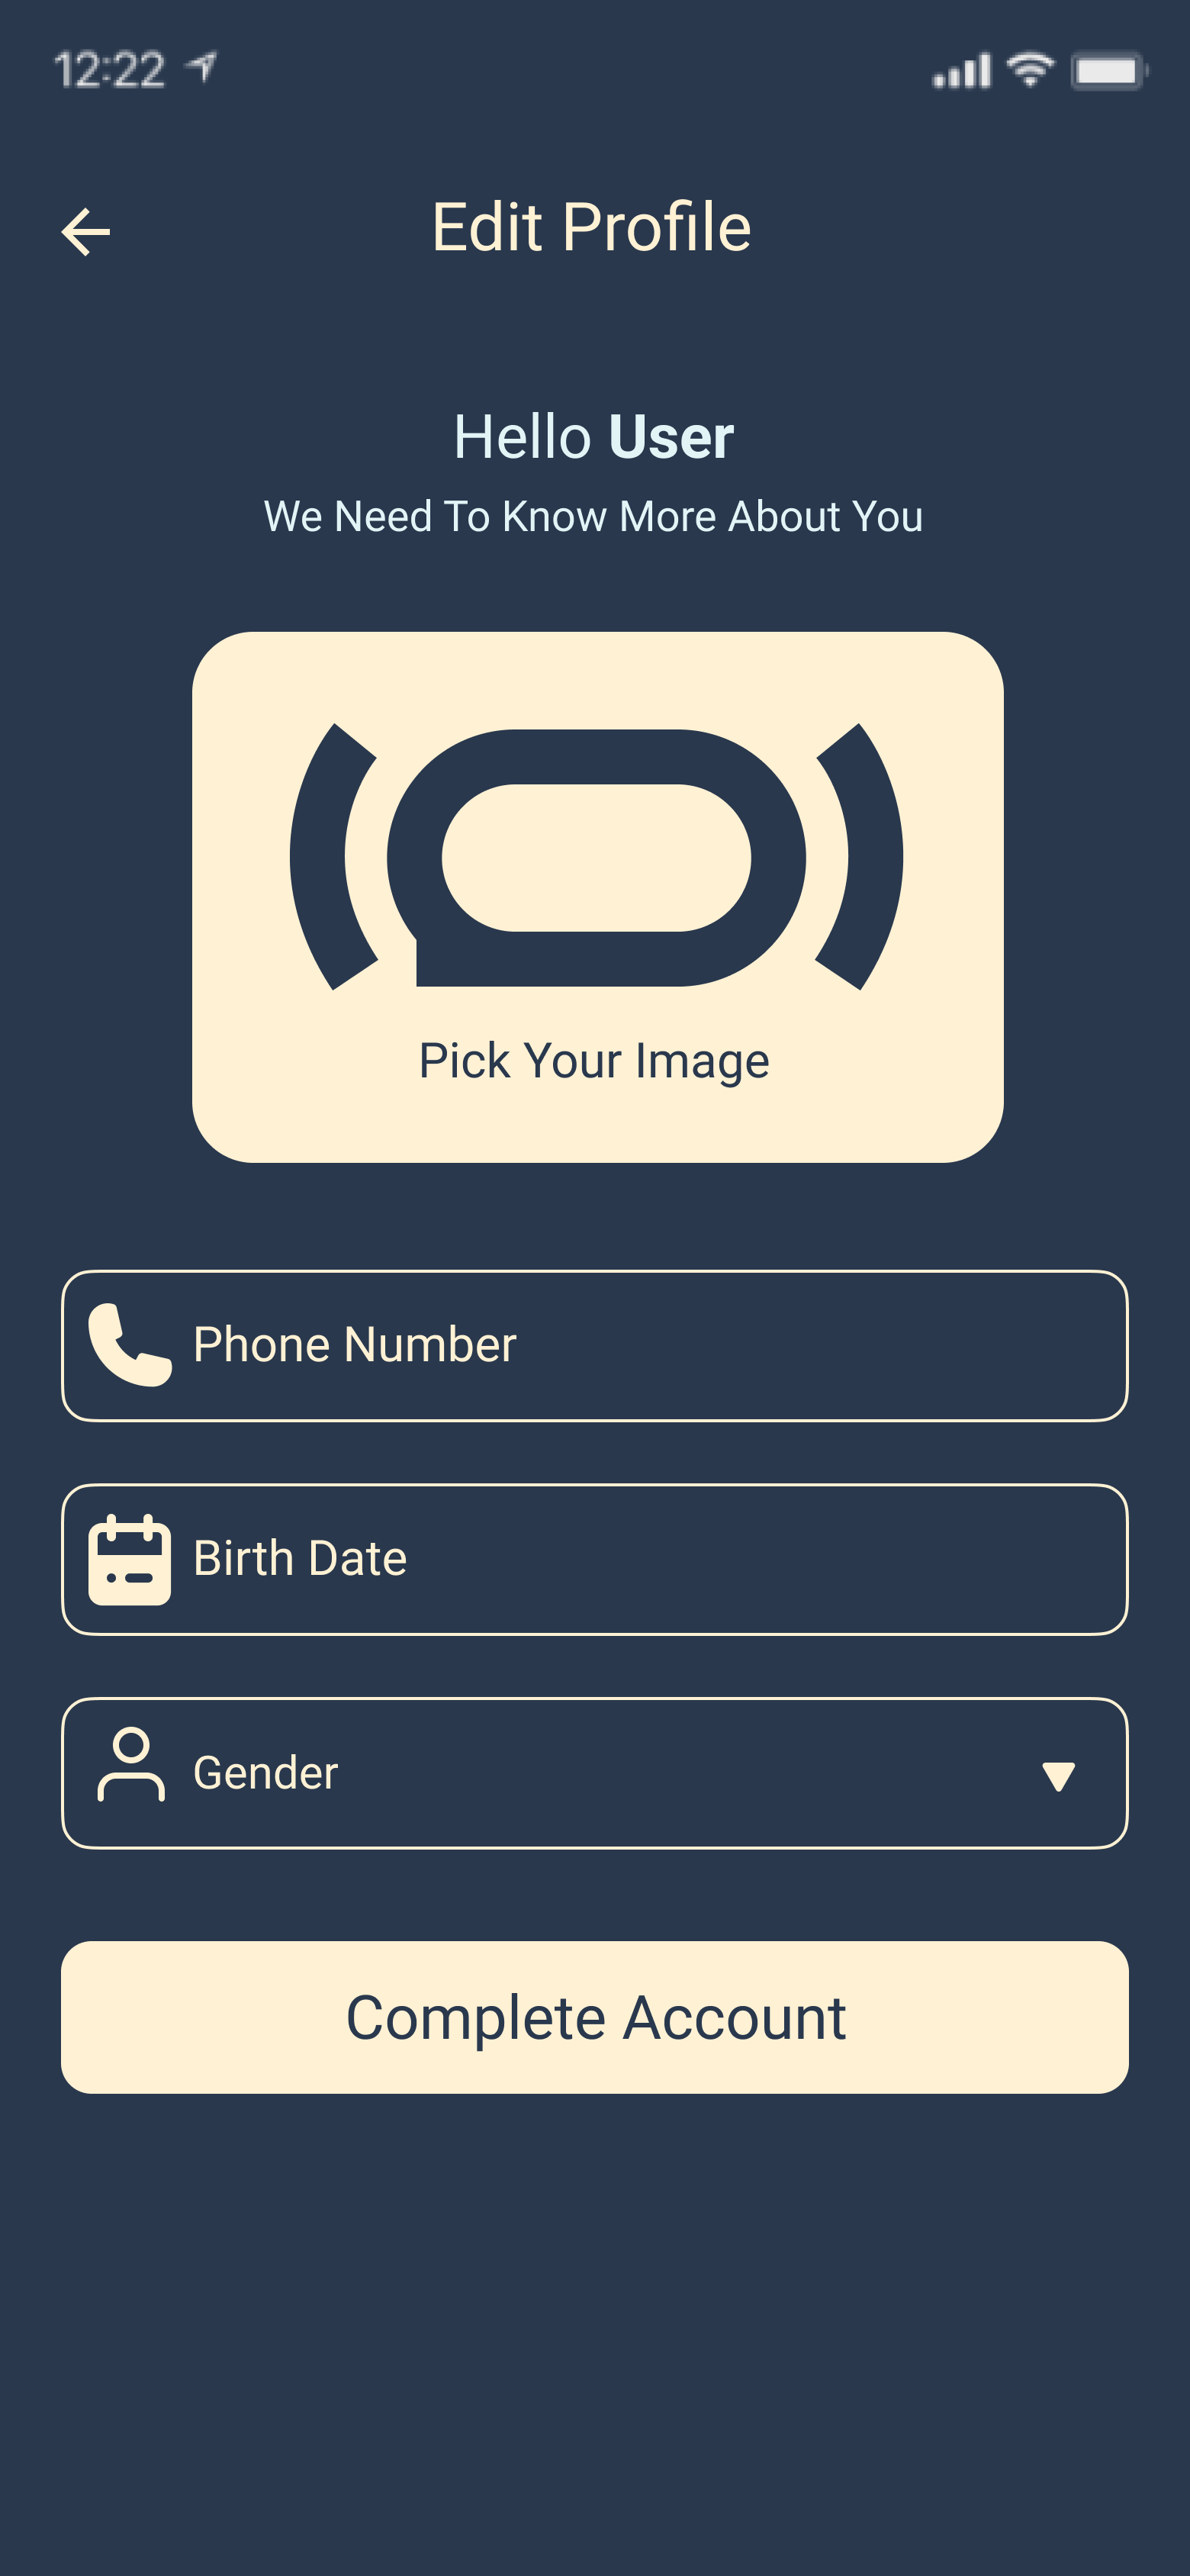 12:22
Edit Profile
Hello User
We Need To Know More About You
Pick Your Image
Phone Number
Birth Date
Gender
Complete Account